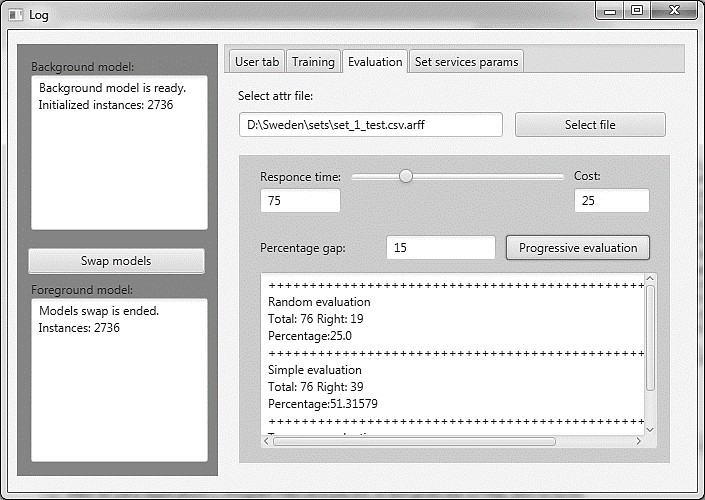 Log
Background model:
Background model is ready.
Initialized instances: 2736
Swap models
Foreground model:
Models swap is ended.
Instances: 2736
User tab
Training
Evaluation
Set services params
Select attr file:
D:\Sweden\sets\set_1_test.csv.arff
Select file
Responce time:
Cost:
75
25
Percentage gap:
15
Progressive evaluation
++++++++++++++++++++++++++++++++++++++++++++++
Random evaluation
Total: 76 Right: 19
Percentage:25.0
++++++++++++++++++++++++++++++++++++++++++++++
Simple evaluation
Total: 76 Right: 39
Percentage:51.31579
++++++++++++++++++++++++++++++++++++++++++++++